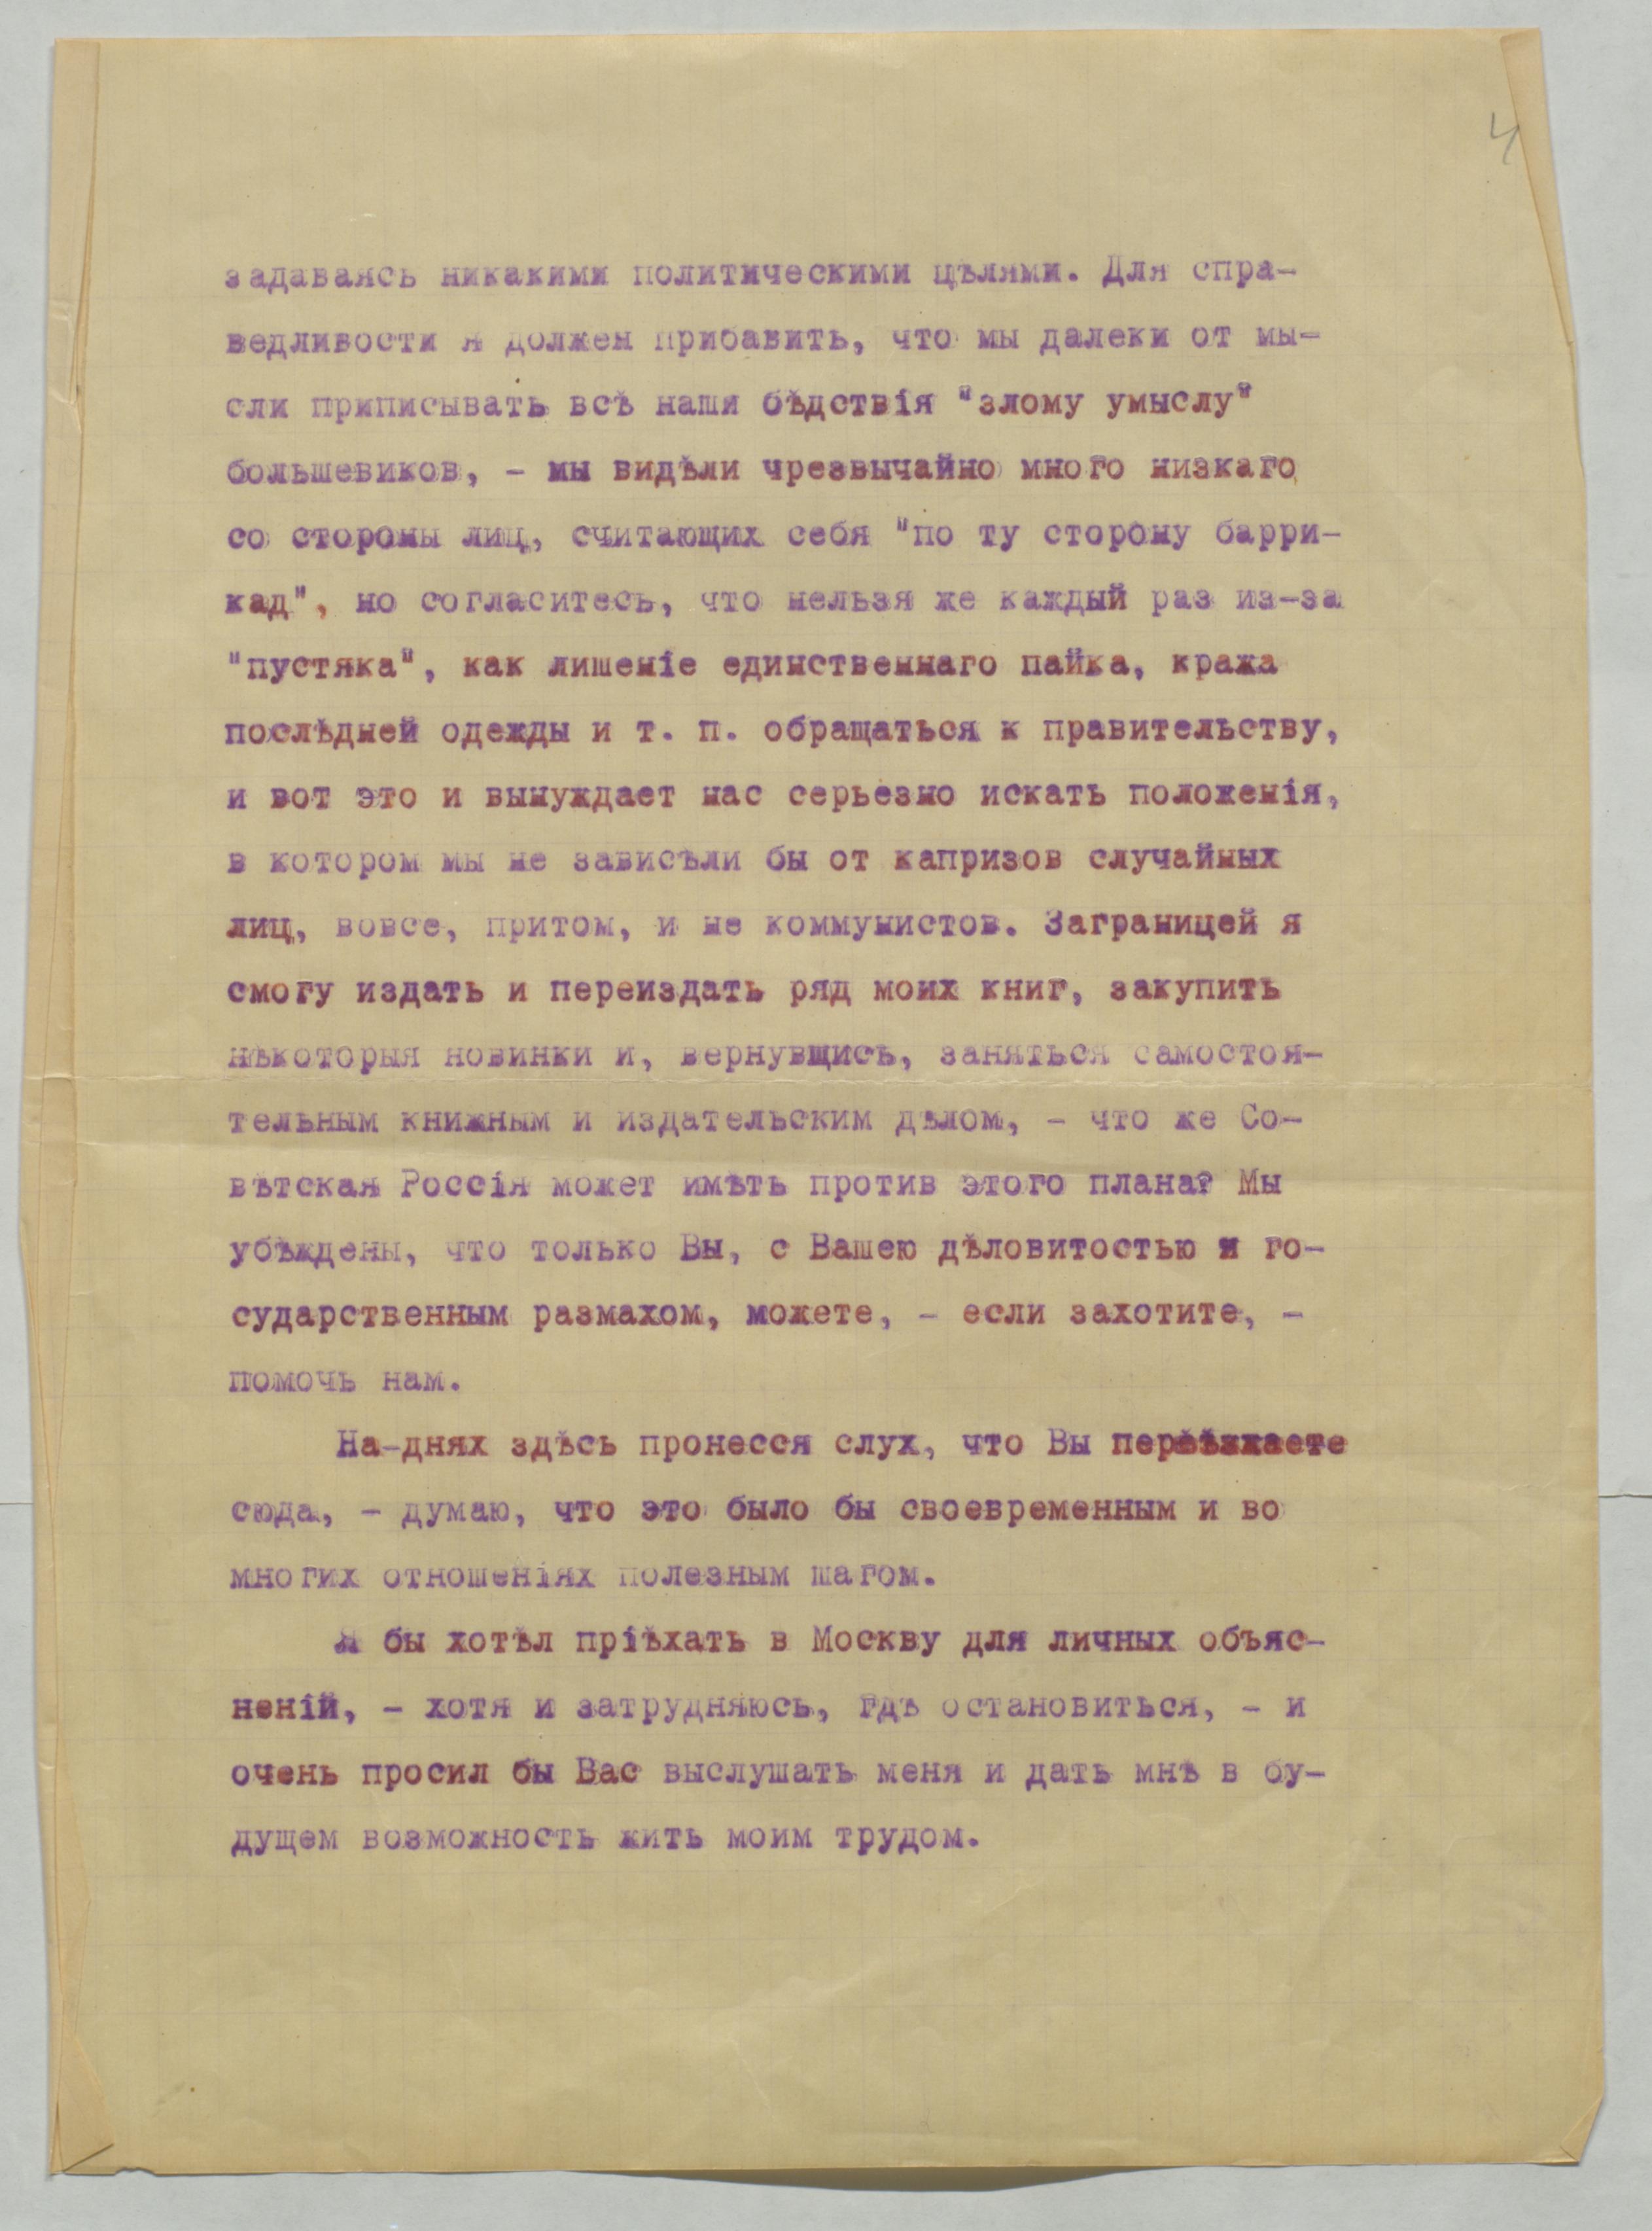 4
задаваясь никакими политическими цѣлями. Для спра-
ведливости я должен прибавить, что мы далеки от мы-
сли приписывать всѣ наши бѣдствія "злому умыслу"
большевиков, - мы видѣли чрезвычайно много низкаго
со стороны лиц, считающих себя "по ту сторону барри-
кад", но согласитесь, что нельзя же каждый раз из-за
"пустяка", как лишеніе единственнаго пайка, кража
послѣдней одежды и т. п. обращаться к правительству,
и вот это и вынуждает нас серьезно искать положенія,
в котором мы не зависѣли бы от капризов случайных
лиц, вовсе, притом, и не коммунистов. Заграницей я
смогу издать и переиздать ряд моих книг, закупить
нѣкоторыя новинки и, вернувщись, заняться самостоя-
тельным книжным и издательским дѣлом, - что же Со-
вѣтская Россія может имѣть против этого плана? Мы
убѣждены, что только Вы, с Вашею дѣловитостью и го-
сударственным размахом, можете, - если захотите, -
помочь нам.
На-днях здѣсь пронесся слух, что Вы переѣзжаете
сюда, - думаю, что это было бы своевременным и во
многих отношеніях полезным шагом.
Я бы хотѣл пріѣхать в Москву для личных объяс-
неній, - хотя и затрудняюсь, гдѣ остановиться, - и
очень просил бы Вас выслушать меня и дать мнѣ в бу-
дущем возможность жить моим трудом.